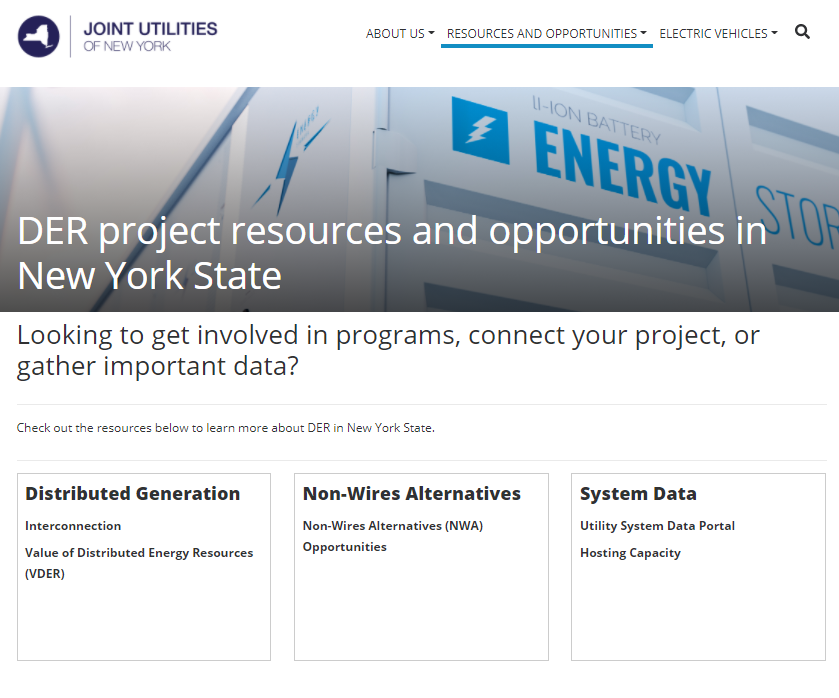 JOINT UTILITIES
OF NEW YORK
ABOUT US
RESOURCES AND OPPORTUNITIES
ELECTRIC VEHICLES
ENERGY
LI-ION BATTERY
ENERGY
STOR
DER project resources and opportunities in
New York State
Looking to get involved in programs, connect your project, or
gather important data?
Check out the resources below to learn more about DER in New York State.
Distributed Generation
Interconnection
Value of Distributed Energy Resources
(VDER)
Non-Wires Alternatives
Non-Wires Alternatives (NWA)
Opportunities
System Data
Utility System Data Portal
Hosting Capacity